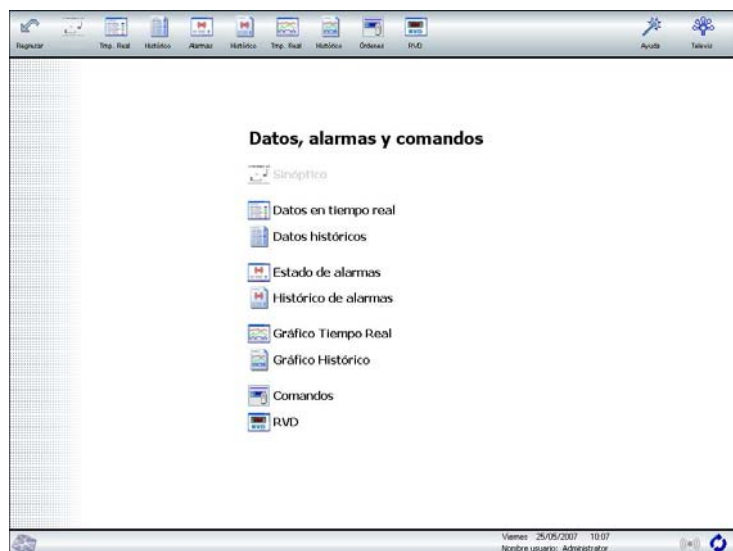 Regresar Tmp. Real Histórico Alarmas Histórico Tmp. Real Histórico Órdenes RVD Ayuda Televis
Datos, alarmas y comandos
Sinóptico
Datos en tiempo real
Datos históricos
Estado de alarmas
Histórico de alarmas
Gráfico Tiempo Real
Gráfico Histórico
Comandos
RVD
Viernes 25/05/2007 10:07
Nombre usuario: Administrator